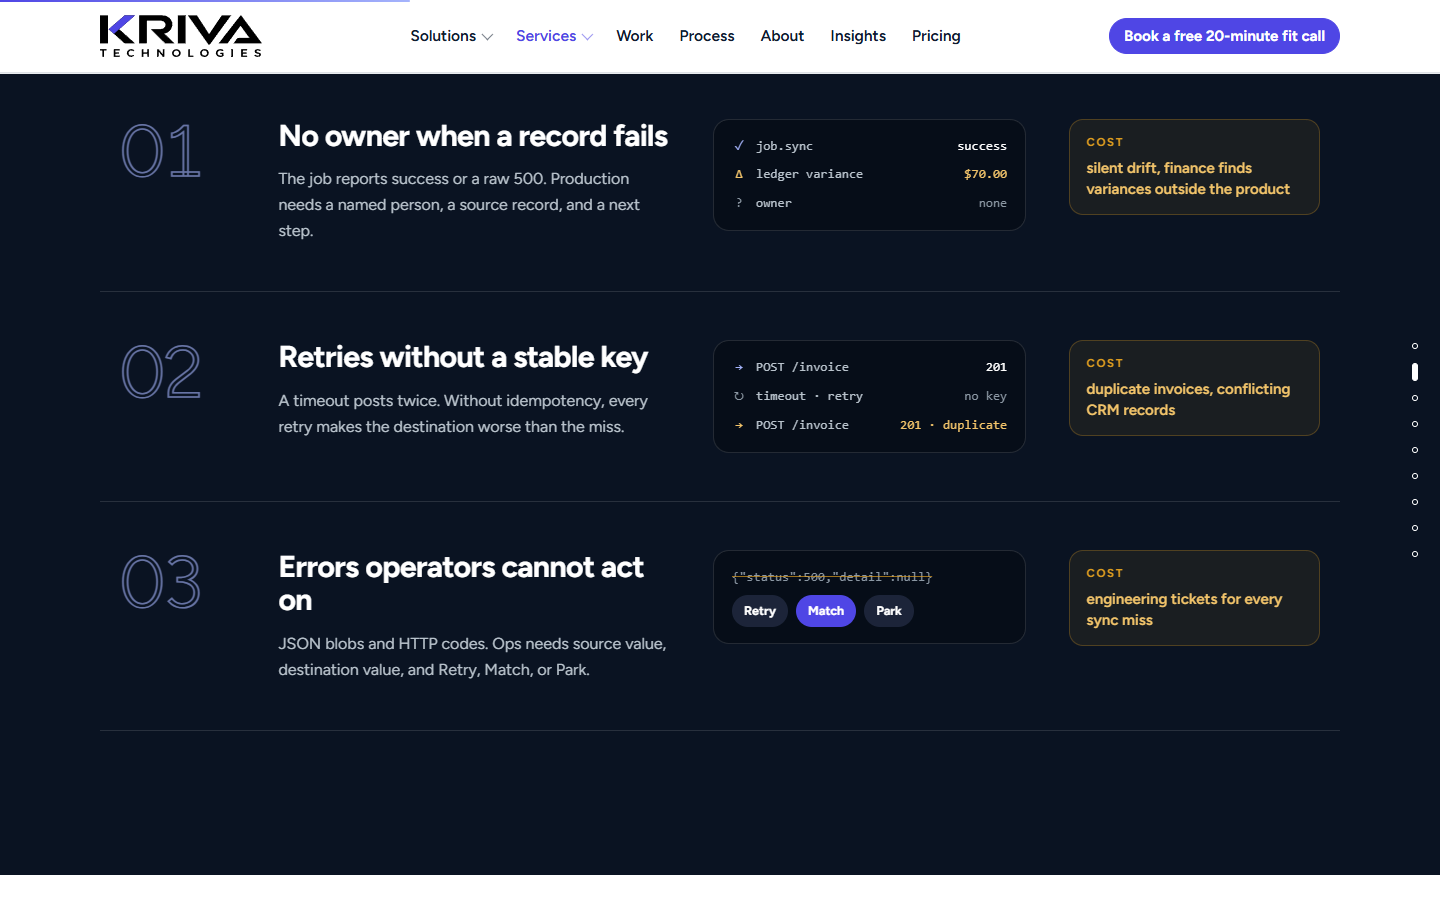 KRIVA
TECHNOLOGIES
Solutions
Services
Work
Process
About
Insights
Pricing
Book a free 20-minute fit call
01
No owner when a record fails
The job reports success or a raw 500. Production
needs a named person, a source record, and a next
step.
✓ job.sync success
Δ ledger variance $70.00
? owner none
COST
silent drift, finance finds
variances outside the product
02
Retries without a stable key
A timeout posts twice. Without idempotency, every
retry makes the destination worse than the miss.
→ POST /invoice 201
↻ timeout · retry no key
→ POST /invoice 201 · duplicate
COST
duplicate invoices, conflicting
CRM records
03
Errors operators cannot act
on
JSON blobs and HTTP codes. Ops needs source value,
destination value, and Retry, Match, or Park.
{"status":500,"detail":null}
Retry
Match
Park
COST
engineering tickets for every
sync miss